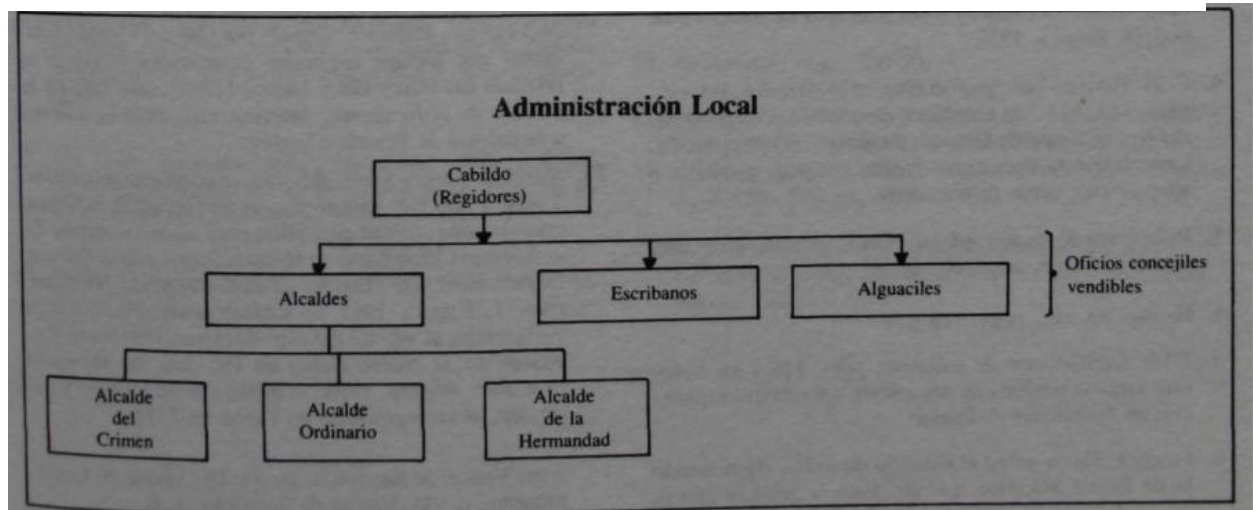 Administración Local
Cabildo
(Regidores)
Alcaldes
Escribanos
Alguaciles
Oficios concejiles
vendibles
Alcalde
del
Crimen
Alcalde
Ordinario
Alcalde
de la
Hermandad